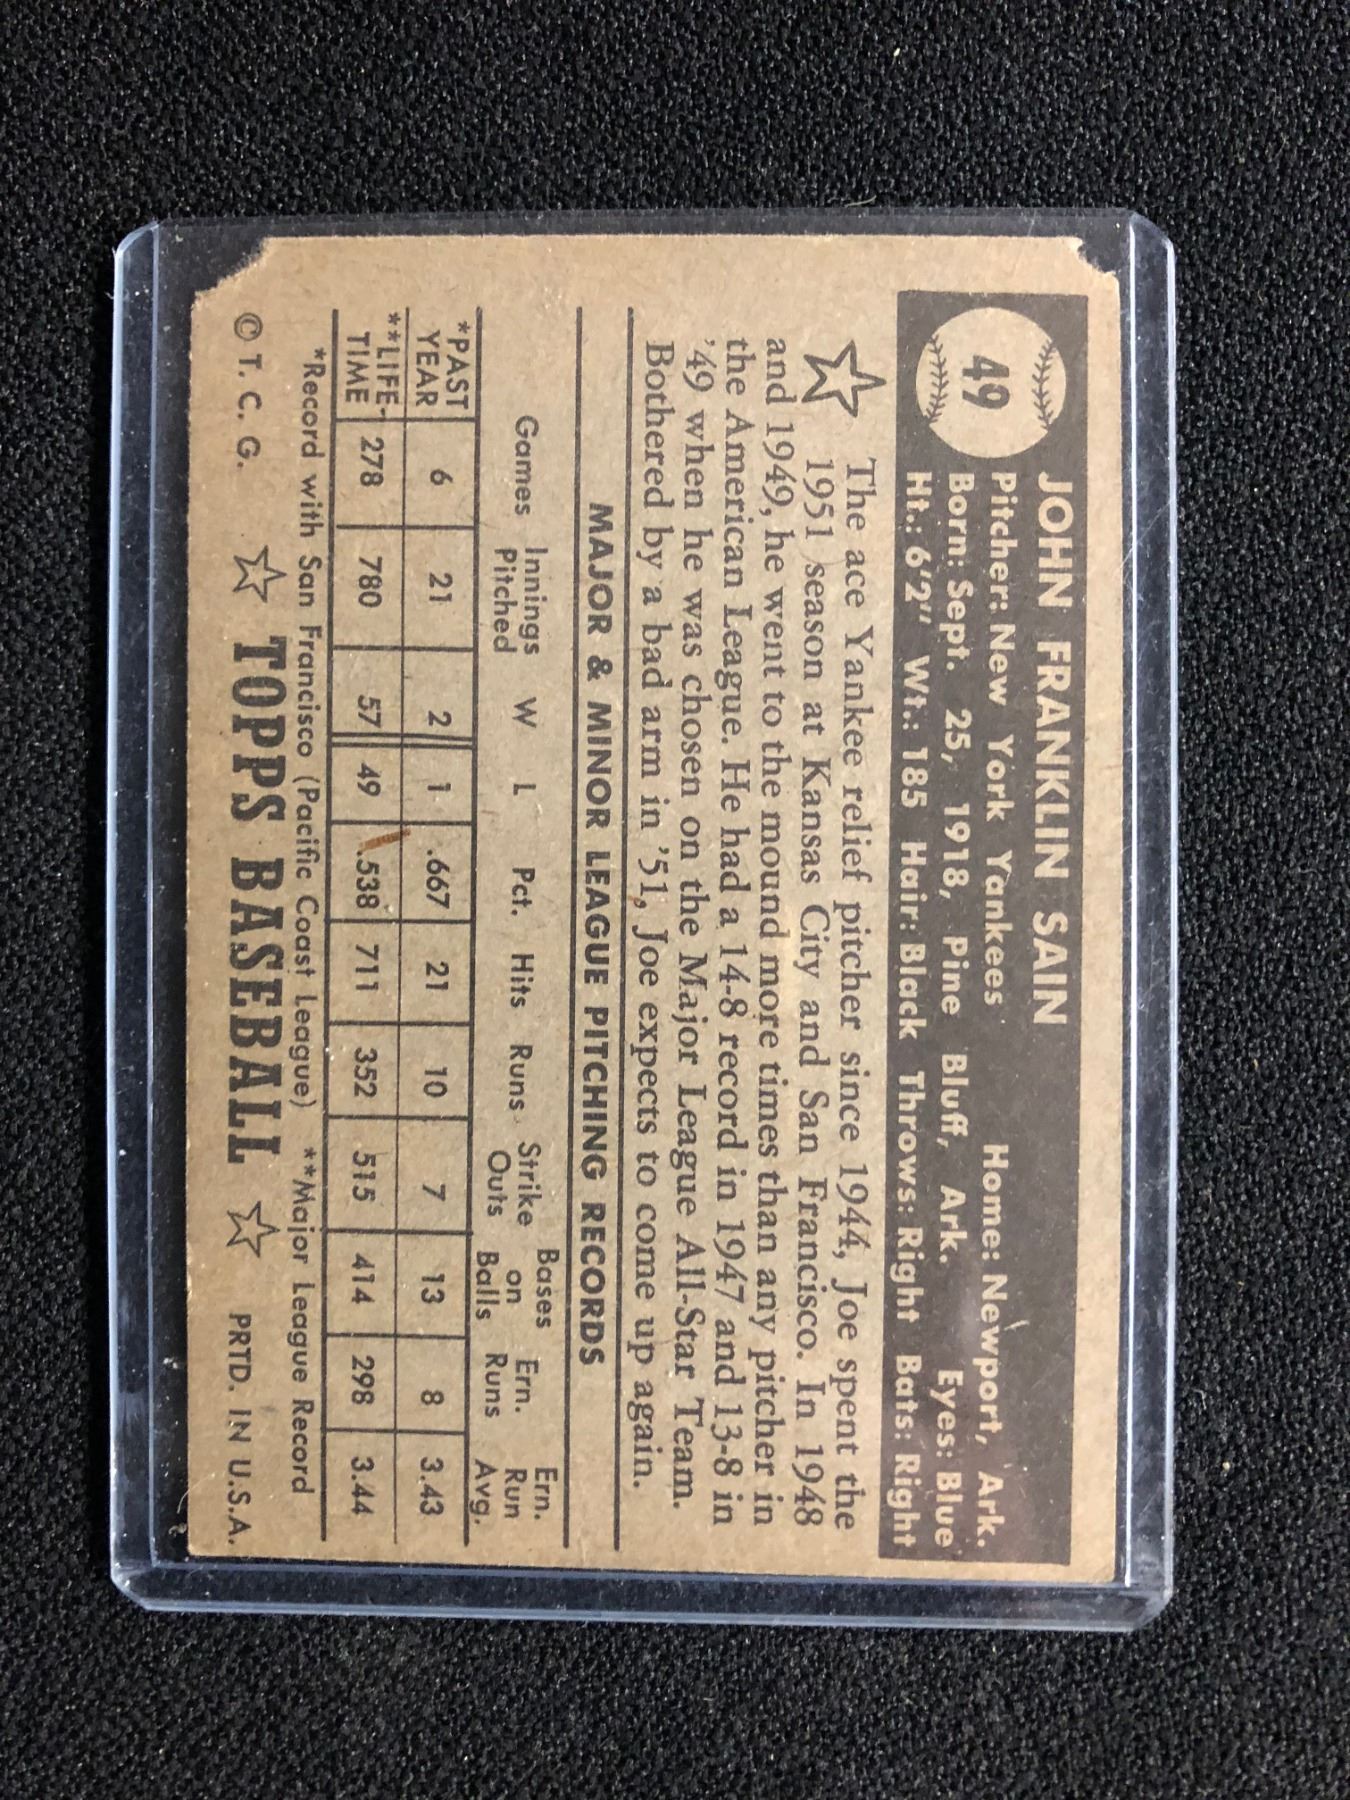 49
JOHN FRANKLIN SAIN
Pitcher: New York Yankees Home: Newport, Ark.
Born: Sept. 25, 1918, Pine Bluff, Ark. Eyes: Blue
Ht.: 6'2" Wt.: 185 Hair: Black Throws: Right Bats: Right
The ace Yankee relief pitcher since 1944, Joe spent the
1951 season at Kansas City and San Francisco. In 1948
and 1949, he went to the mound more times than any pitcher in
the American League. He had a 14-8 record in 1947 and 13-8 in
'49 when he was chosen on the Major League All-Star Team.
Bothered by a bad arm in '51, Joe expects to come up again.
MAJOR & MINOR LEAGUE PITCHING RECORDS
Games Innings Pitched W L Pct. Hits Runs Strike Outs Bases on Balls Ern. Runs Ern. Run Avg.
*PAST YEAR 6 21 2 1 .667 21 10 7 13 8 3.43
**LIFE-TIME 278 780 57 49 .538 711 352 515 414 298 3.44
*Record with San Francisco (Pacific Coast League) **Major League Record
© T. C. G. TOPPS BASEBALL PRTD. IN U.S.A.